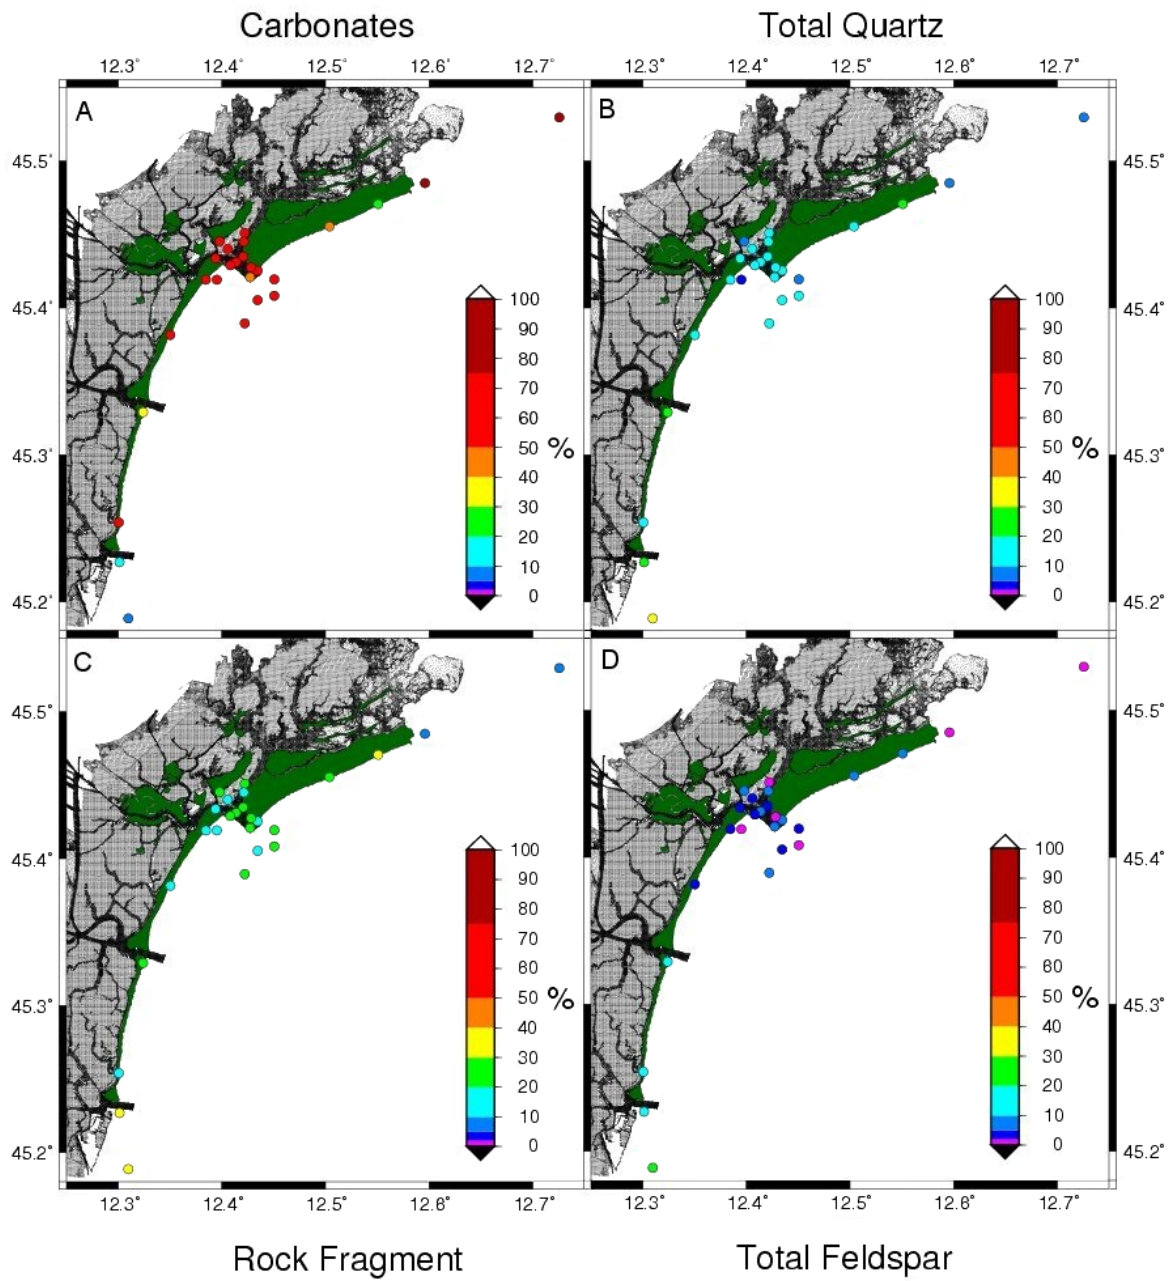 Carbonates Total Quartz
12.3° 12.4° 12.5° 12.6° 12.7° 12.3° 12.4° 12.5° 12.6° 12.7°
A B
45.5° 45.5°
100 100
45.4° 90 90 45.4°
80 80
70 70
60 60
45.3° 50 % 50 % 45.3°
40 40
30 30
20 20
10 10
45.2° 0 0 45.2°
C D
45.5° 45.5°
45.4° 100 100 45.4°
90 90
80 80
70 70
60 60
45.3° 50 % 50 % 45.3°
40 40
30 30
20 20
10 10
45.2° 0 0 45.2°
12.3° 12.4° 12.5° 12.6° 12.7° 12.3° 12.4° 12.5° 12.6° 12.7°
Rock Fragment Total Feldspar